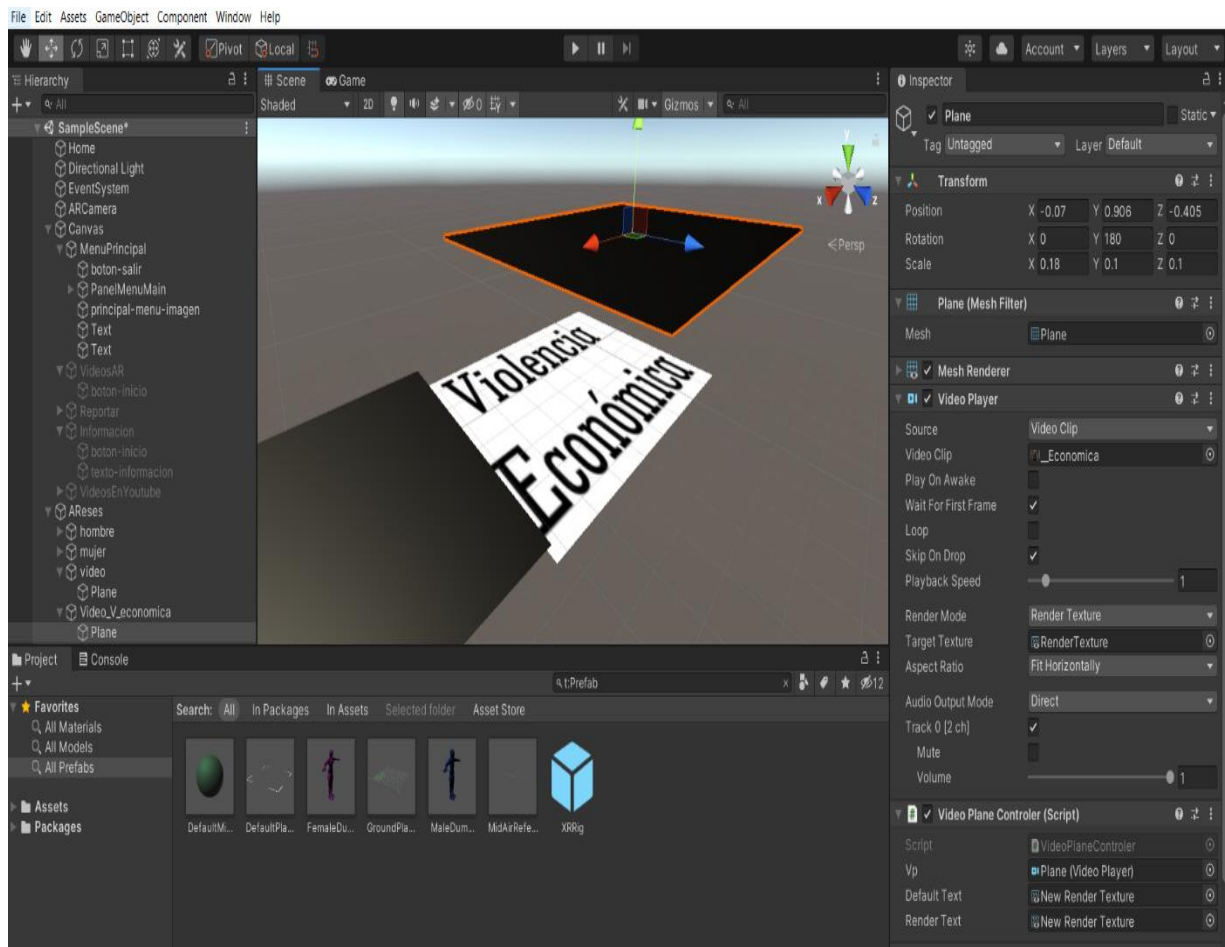 File Edit Assets GameObject Component Window Help
Pivot Local Account Layers Layout
Hierarchy
All
SampleScene*
Home
Directional Light
EventSystem
ARCamera
Canvas
MenuPrincipal
boton-salir
PanelMenuMain
principal-menu-imagen
Text
Text
VideosAR
boton-inicio
Reportar
Informacion
boton-inicio
texto-informacion
VideosEnYoutube
AReses
hombre
mujer
video
Plane
Video_V_economica
Plane
Scene Game
Shaded 2D 0 Gizmos All
y
x z
Persp
Violencia
Económica
Inspector
Plane Static
Tag Untagged Layer Default
Transform
Position X -0.07 Y 0.906 Z -0.405
Rotation X 0 Y 180 Z 0
Scale X 0.18 Y 0.1 Z 0.1
Plane (Mesh Filter)
Mesh Plane
Mesh Renderer
Video Player
Source Video Clip
Video Clip _Economica
Play On Awake
Wait For First Frame
Loop
Skip On Drop
Playback Speed 1
Render Mode Render Texture
Target Texture RenderTexture
Aspect Ratio Fit Horizontally
Audio Output Mode Direct
Track 0 [2 ch]
Mute
Volume 1
Video Plane Controler (Script)
Script VideoPlaneControler
Vp Plane (Video Player)
Default Text New Render Texture
Render Text New Render Texture
Project Console
t:Prefab 12
Favorites
All Materials
All Models
All Prefabs
Assets
Packages
Search: All In Packages In Assets Selected folder Asset Store
DefaultMi... DefaultPla... FemaleDu... GroundPla... MaleDum... MidAirRefe... XRRig